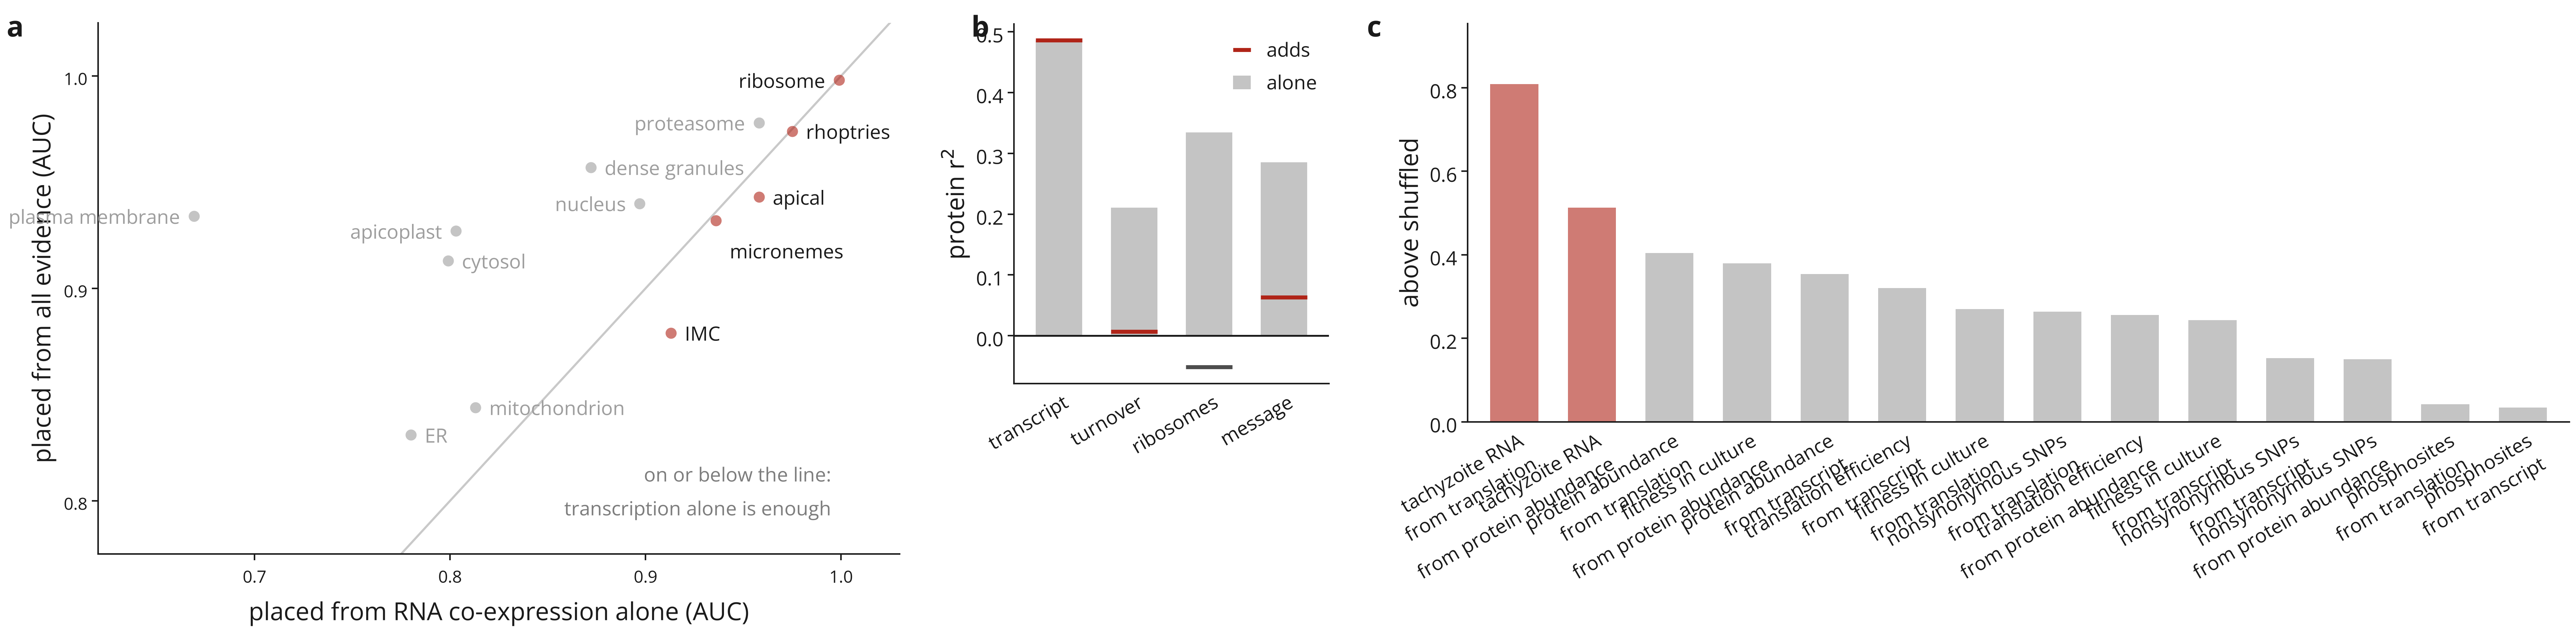 a
placed from all evidence (AUC)
1.0
0.9
0.8
ribosome
proteasome
rhoptries
dense granules
apical
nucleus
plasma membrane
apicoplast
micronemes
cytosol
IMC
mitochondrion
ER
on or below the line:
transcription alone is enough
0.7
0.8
0.9
1.0
placed from RNA co-expression alone (AUC)
b
protein r²
0.5
0.4
0.3
0.2
0.1
0.0
adds
alone
transcript
turnover
ribosomes
message
c
above shuffled
0.8
0.6
0.4
0.2
0.0
tachyzoite RNA
from translation
tachyzoite RNA
from protein abundance
protein abundance
from translation
fitness in culture
from protein abundance
protein abundance
from transcript
translation efficiency
from transcript
fitness in culture
from translation
nonsynonymous SNPs
from translation
translation efficiency
from protein abundance
fitness in culture
from transcript
nonsynonymous SNPs
from transcript
nonsynonymous SNPs
from protein abundance
phosphosites
from translation
phosphosites
from transcript